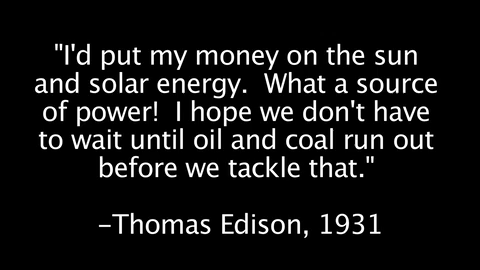 "I'd put my money on the sun
and solar energy.  What a source
of power!  I hope we don't have
to wait until oil and coal run out
before we tackle that."
–Thomas Edison, 1931